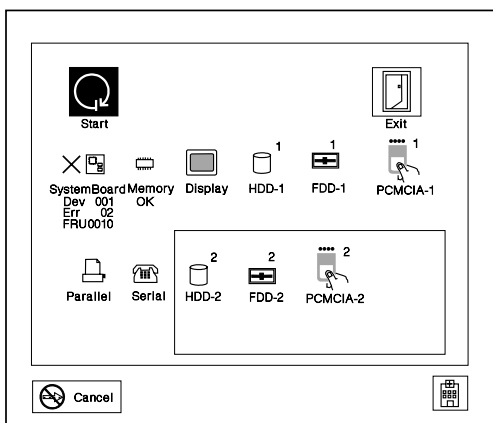 Start
Exit
1
1
1
SystemBoard
Dev 001
Err 02
FRU0010
Memory
OK
Display
HDD-1
FDD-1
PCMCIA-1
2
2
2
Parallel
Serial
HDD-2
FDD-2
PCMCIA-2
Cancel